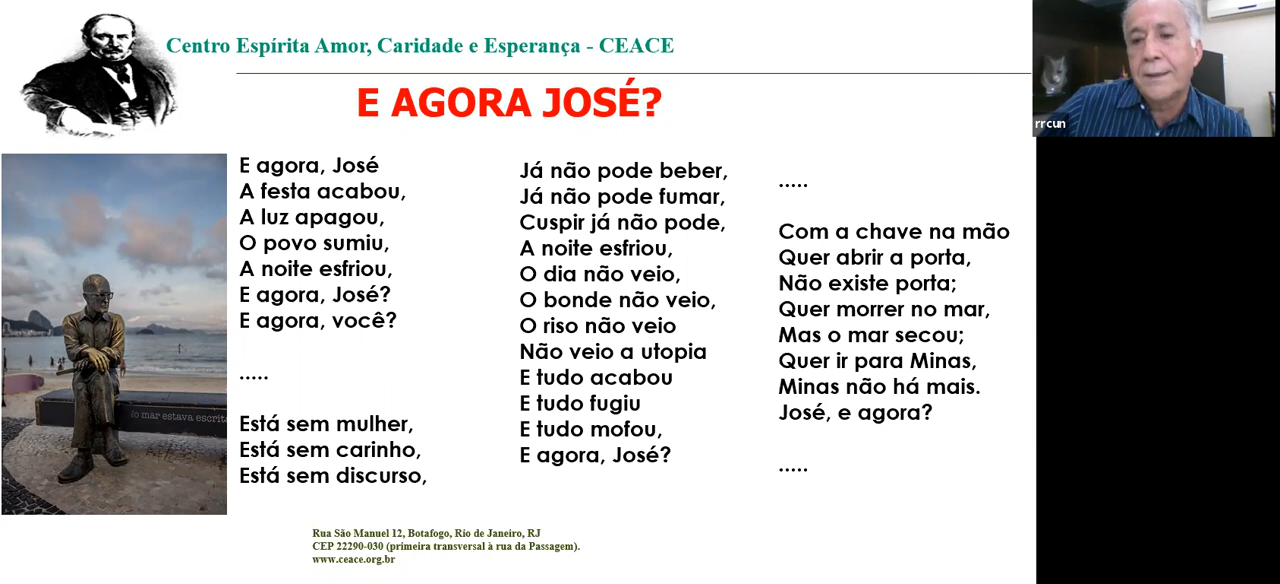 Centro Espírita Amor, Caridade e Esperança - CEACE
E AGORA JOSÉ?
rrcun
E agora, José
A festa acabou,
A luz apagou,
O povo sumiu,
A noite esfriou,
E agora, José?
E agora, você?
.....
Está sem mulher,
Está sem carinho,
Está sem discurso,
Já não pode beber,
Já não pode fumar,
Cuspir já não pode,
A noite esfriou,
O dia não veio,
O bonde não veio,
O riso não veio
Não veio a utopia
E tudo acabou
E tudo fugiu
E tudo mofou,
E agora, José?
.....
Com a chave na mão
Quer abrir a porta,
Não existe porta;
Quer morrer no mar,
Mas o mar secou;
Quer ir para Minas,
Minas não há mais.
José, e agora?
.....
mar estava escrit
Rua São Manuel 12, Botafogo, Rio de Janeiro, RJ
CEP 22290-030 (primeira transversal à rua da Passagem).
www.ceace.org.br